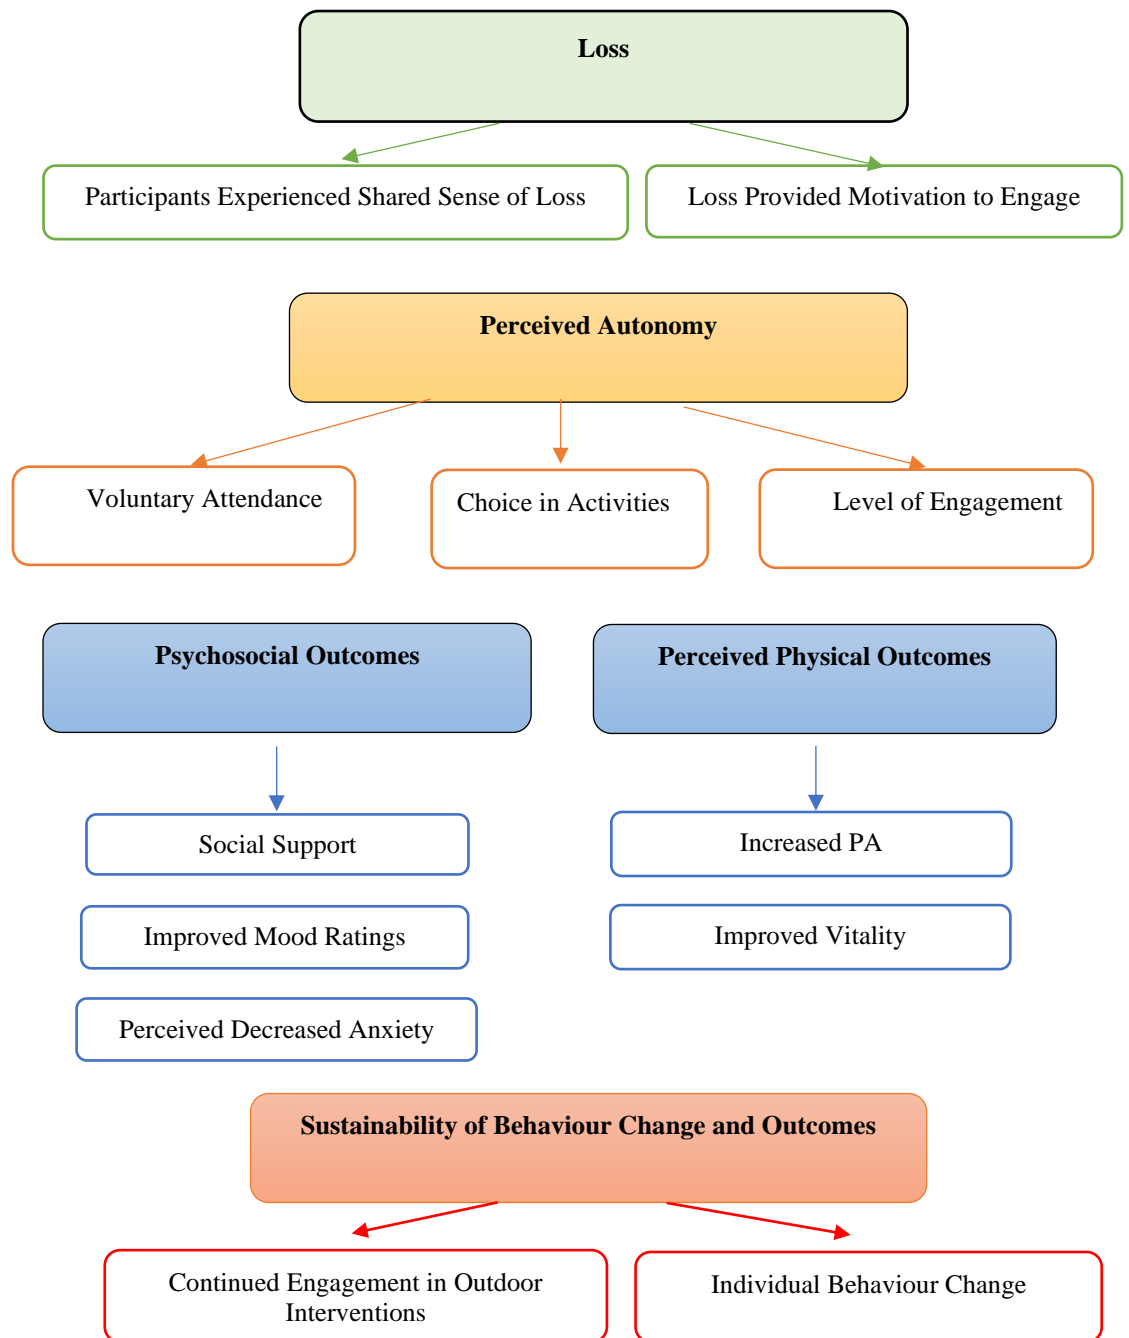 Loss
Participants Experienced Shared Sense of Loss
Loss Provided Motivation to Engage
Perceived Autonomy
Voluntary Attendance
Choice in Activities
Level of Engagement
Psychosocial Outcomes
Perceived Physical Outcomes
Social Support
Increased PA
Improved Mood Ratings
Improved Vitality
Perceived Decreased Anxiety
Sustainability of Behaviour Change and Outcomes
Continued Engagement in Outdoor
Interventions
Individual Behaviour Change